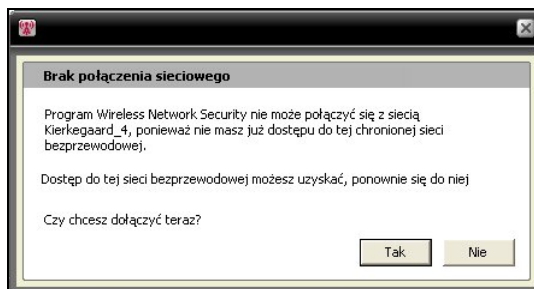 Brak połączenia sieciowego
Program Wireless Network Security nie może połączyć się z siecią
Kierkegaard_4, ponieważ nie masz już dostępu do tej chronionej sieci
bezprzewodowej.
Dostęp do tej sieci bezprzewodowej możesz uzyskać, ponownie się do niej
Czy chcesz dołączyć teraz?
Tak Nie